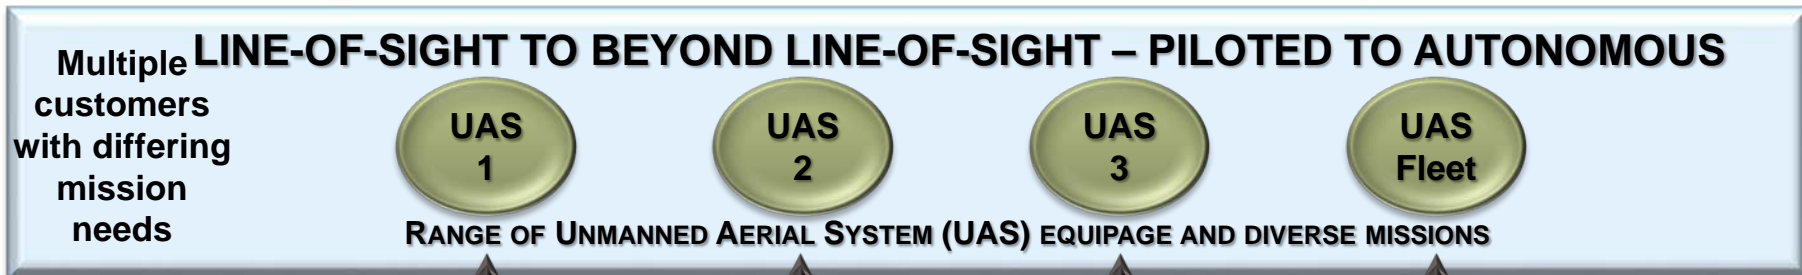 LINE-OF-SIGHT TO BEYOND LINE-OF-SIGHT – PILOTED TO AUTONOMOUS
Multiple
customers
with differing
mission
needs
UAS
1
UAS
2
UAS
3
UAS
Fleet
RANGE OF UNMANNED AERIAL SYSTEM (UAS) EQUIPAGE AND DIVERSE MISSIONS